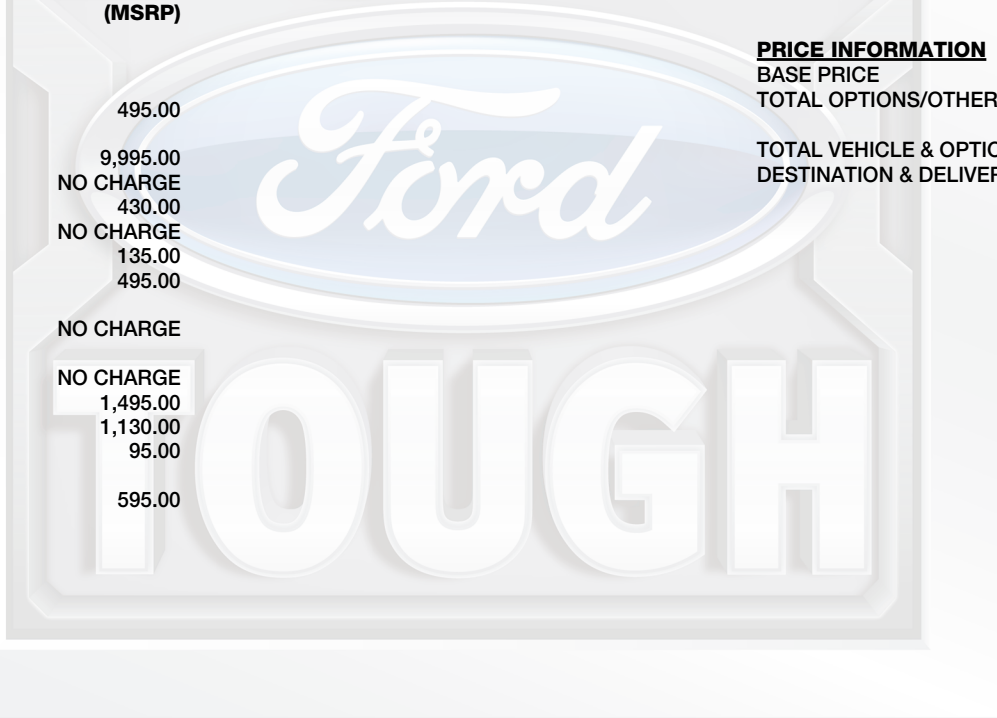 (MSRP)
495.00
9,995.00
NO CHARGE
430.00
NO CHARGE
135.00
495.00
NO CHARGE
NO CHARGE
1,495.00
1,130.00
95.00
595.00
PRICE INFORMATION
BASE PRICE
TOTAL OPTIONS/OTHER
TOTAL VEHICLE & OPTIO
DESTINATION & DELIVER
Ford
TOUGH